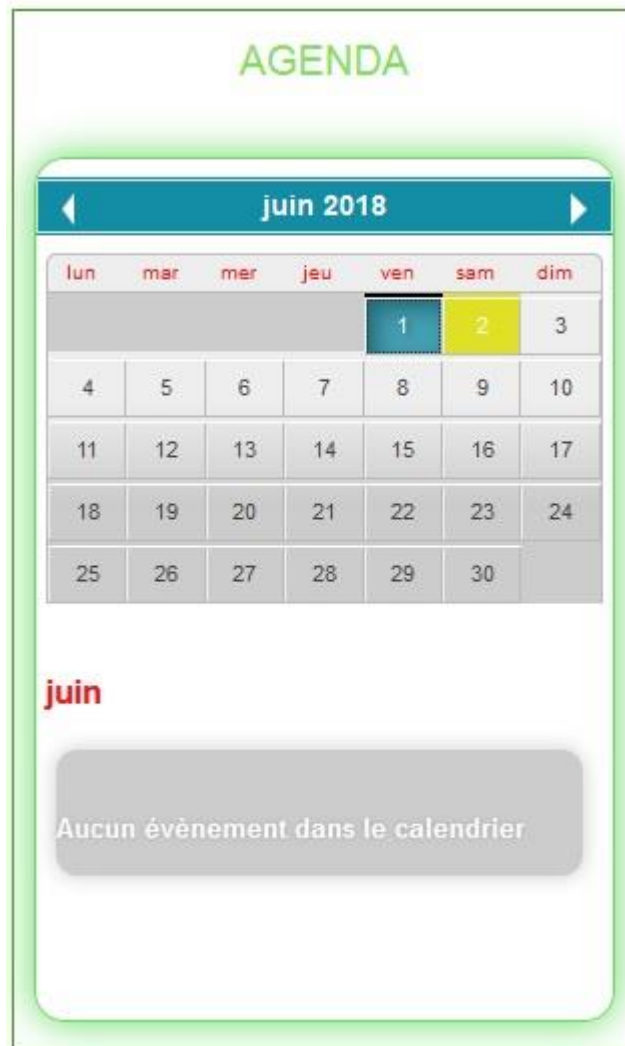 AGENDA
juin 2018
lun mar mer jeu ven sam dim
1 2 3
4 5 6 7 8 9 10
11 12 13 14 15 16 17
18 19 20 21 22 23 24
25 26 27 28 29 30
juin
Aucun évènement dans le calendrier